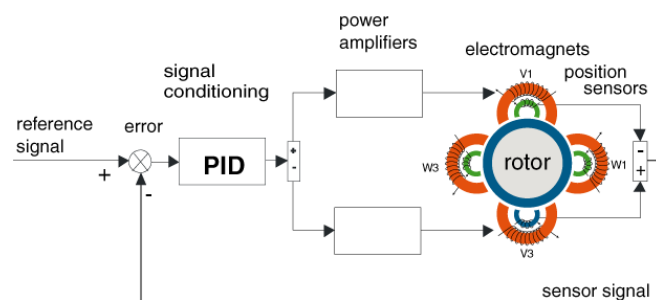 power
amplifiers
electromagnets
V1
position
sensors
signal
conditioning
reference
signal
error
PID
+
-
+
-
W3
rotor
W1
-
+
V3
sensor signal